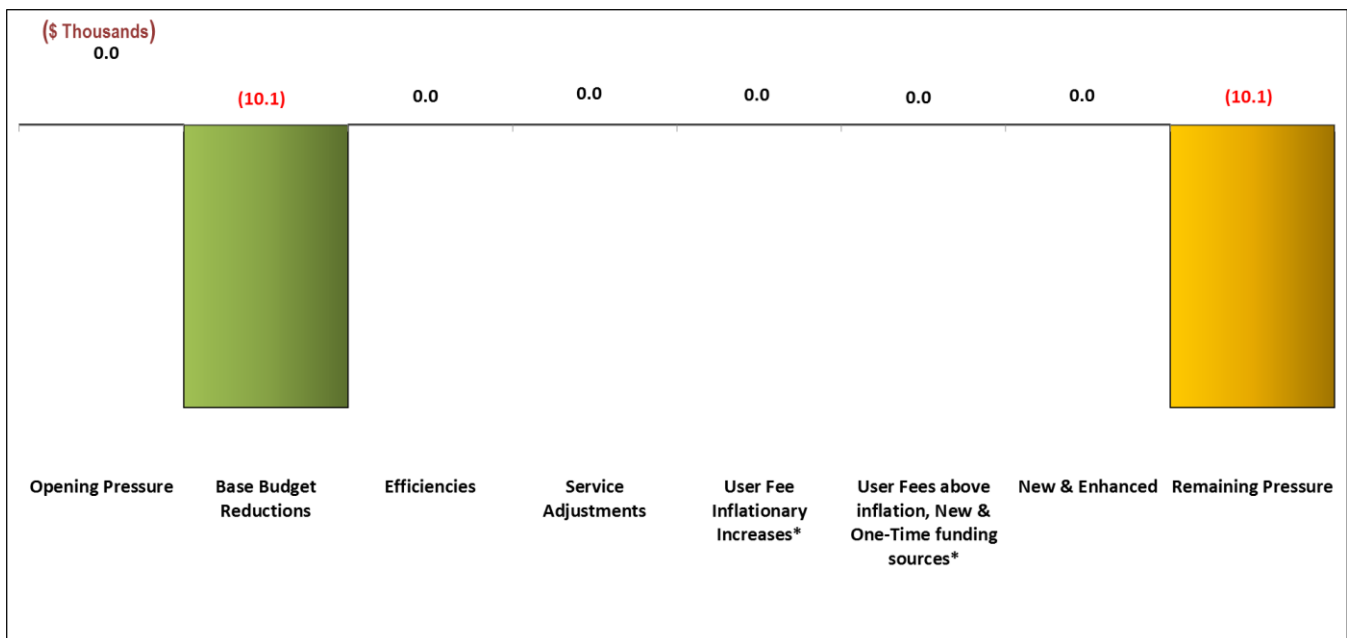 ($ Thousands)
0.0
(10.1)
0.0
0.0
0.0
0.0
0.0
(10.1)
Opening Pressure
Base Budget
Reductions
Efficiencies
Service
Adjustments
User Fee
Inflationary
Increases*
User Fees above
inflation, New &
One-Time funding
sources*
New & Enhanced
Remaining Pressure